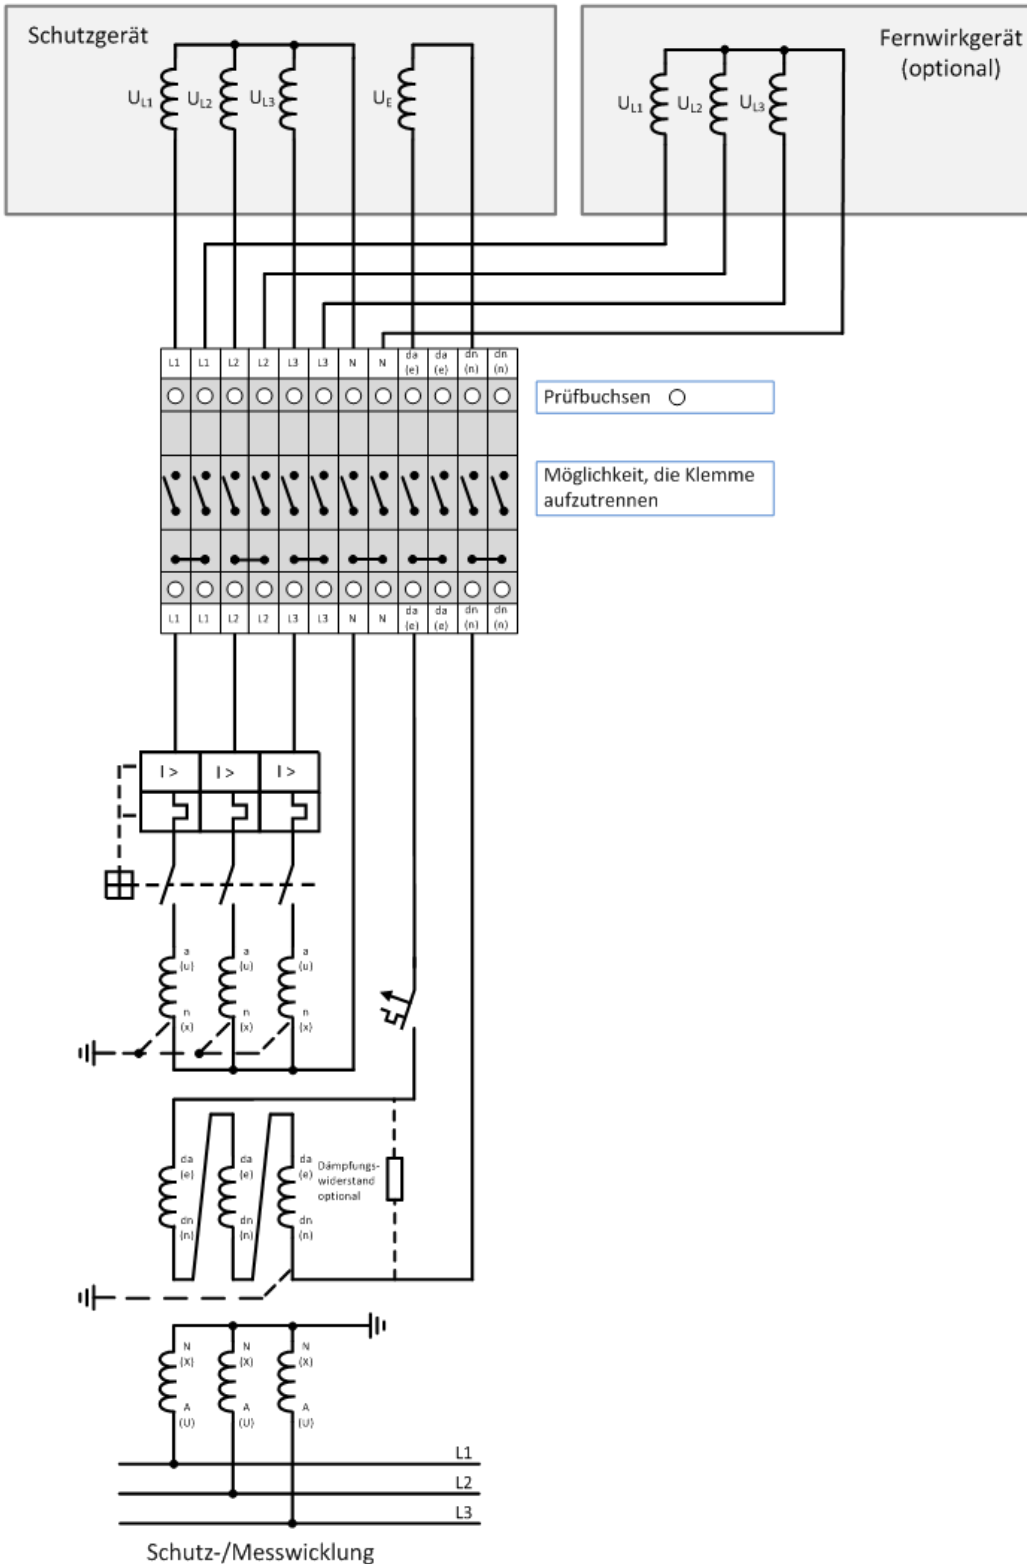 Schutzgerät
Fernwirkgerät
(optional)
UL1 UL2 UL3 UE
UL1 UL2 UL3
L1 L1 L2 L2 L3 L3 N N da (e) da (e) dn (n) dn (n)
Prüfbuchsen
Möglichkeit, die Klemme
aufzutrennen
L1 L1 L2 L2 L3 L3 N N da (e) da (e) dn (n) dn (n)
I > I > I >
a a a
(u) (u) (u)
n n n
(x) (x) (x)
da da da
(e) (e) (e)
Dämpfungs-
widerstand
optional
dn dn dn
(n) (n) (n)
N N N
(X) (X) (X)
A A A
(U) (U) (U)
L1
L2
L3
Schutz-/Messwicklung